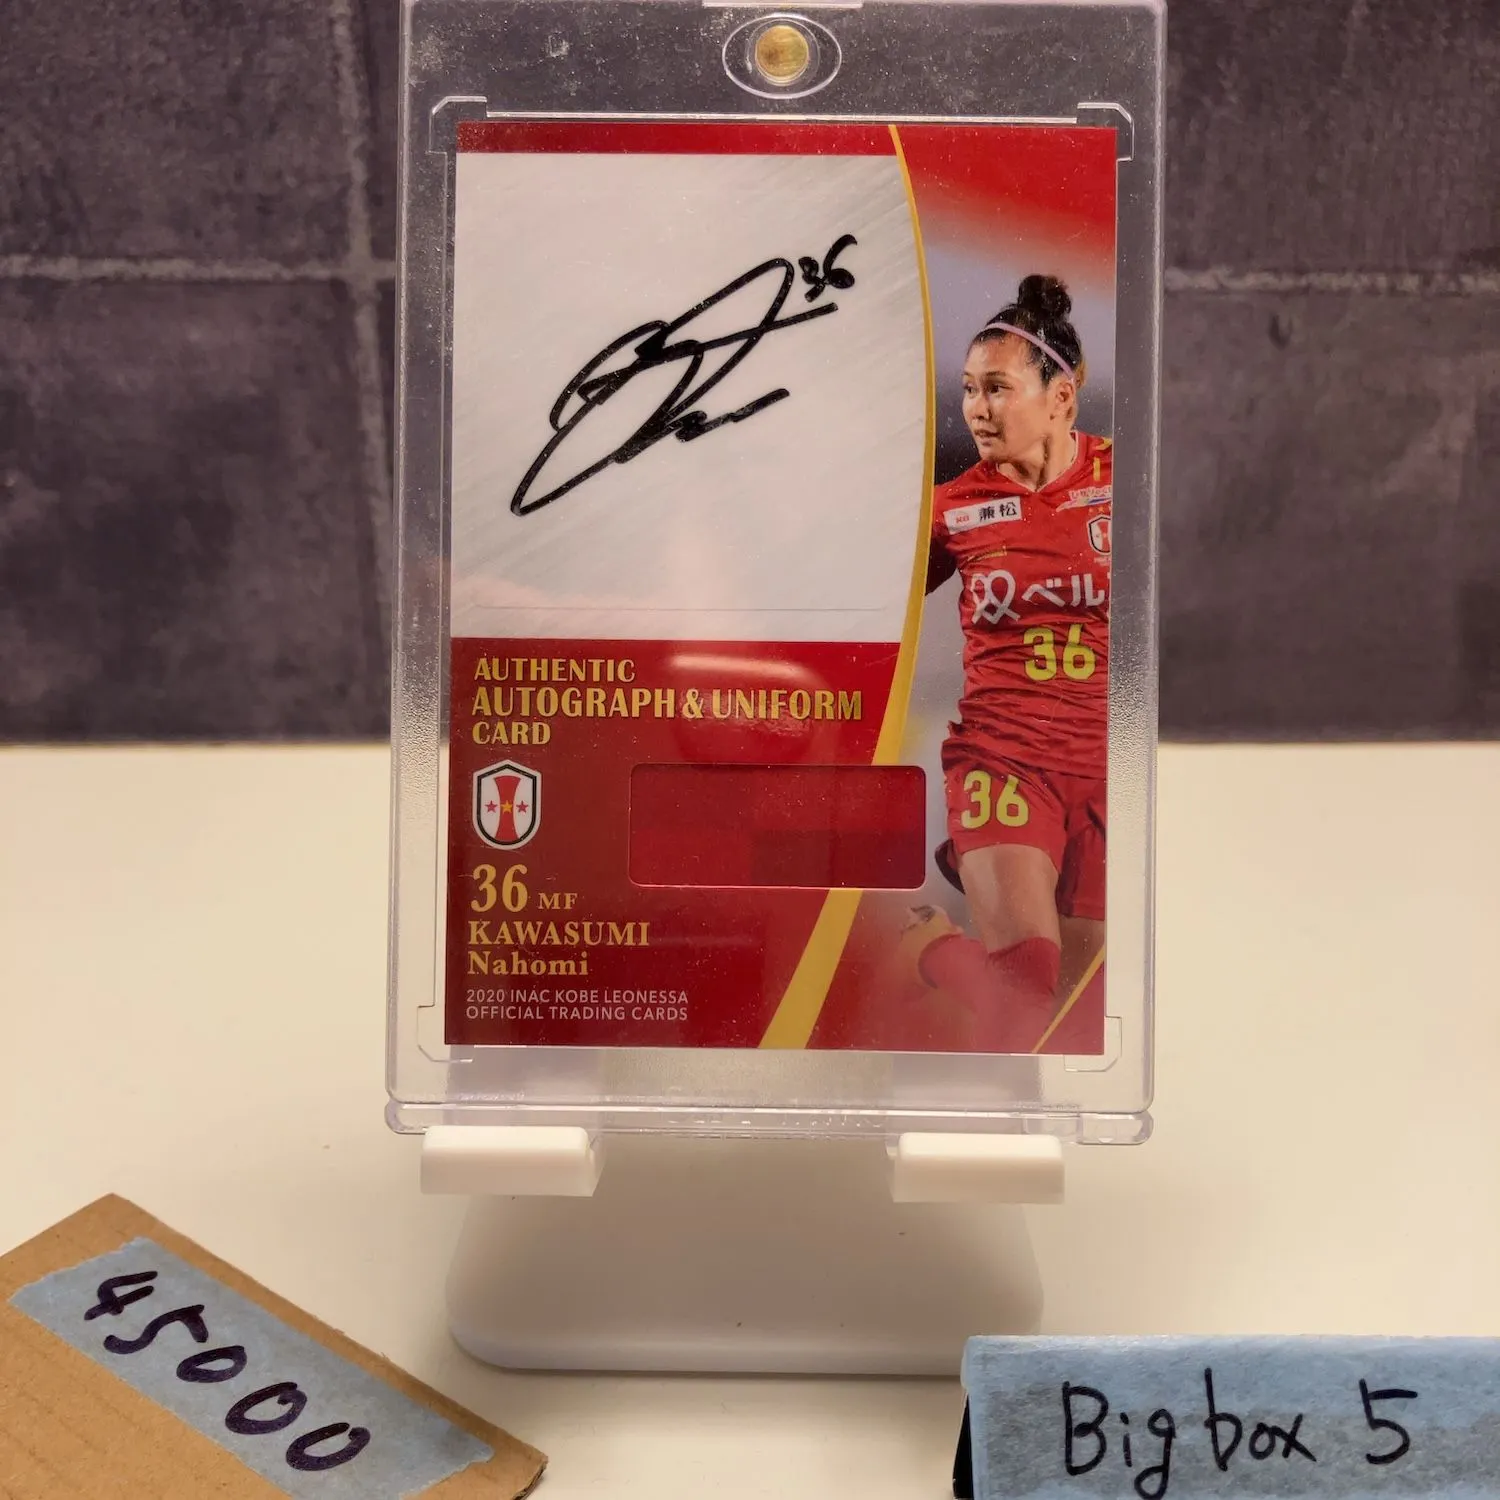 36
AUTHENTIC
AUTOGRAPH & UNIFORM
CARD
36 MF
KAWASUMI
Nahomi
2020 INAC KOBE LEONESSA
OFFICIAL TRADING CARDS
兼松
ベル
36
36
45000
Big box 5